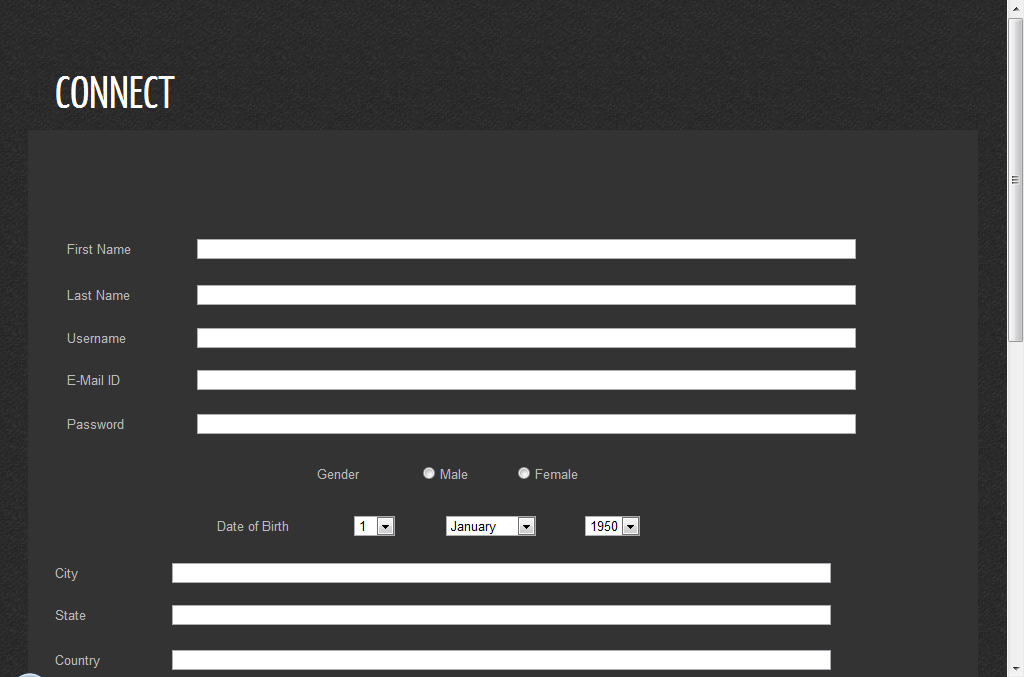 CONNECT
First Name
Last Name
Username
E-Mail ID
Password
Gender Male Female
Date of Birth 1 January 1950
City
State
Country